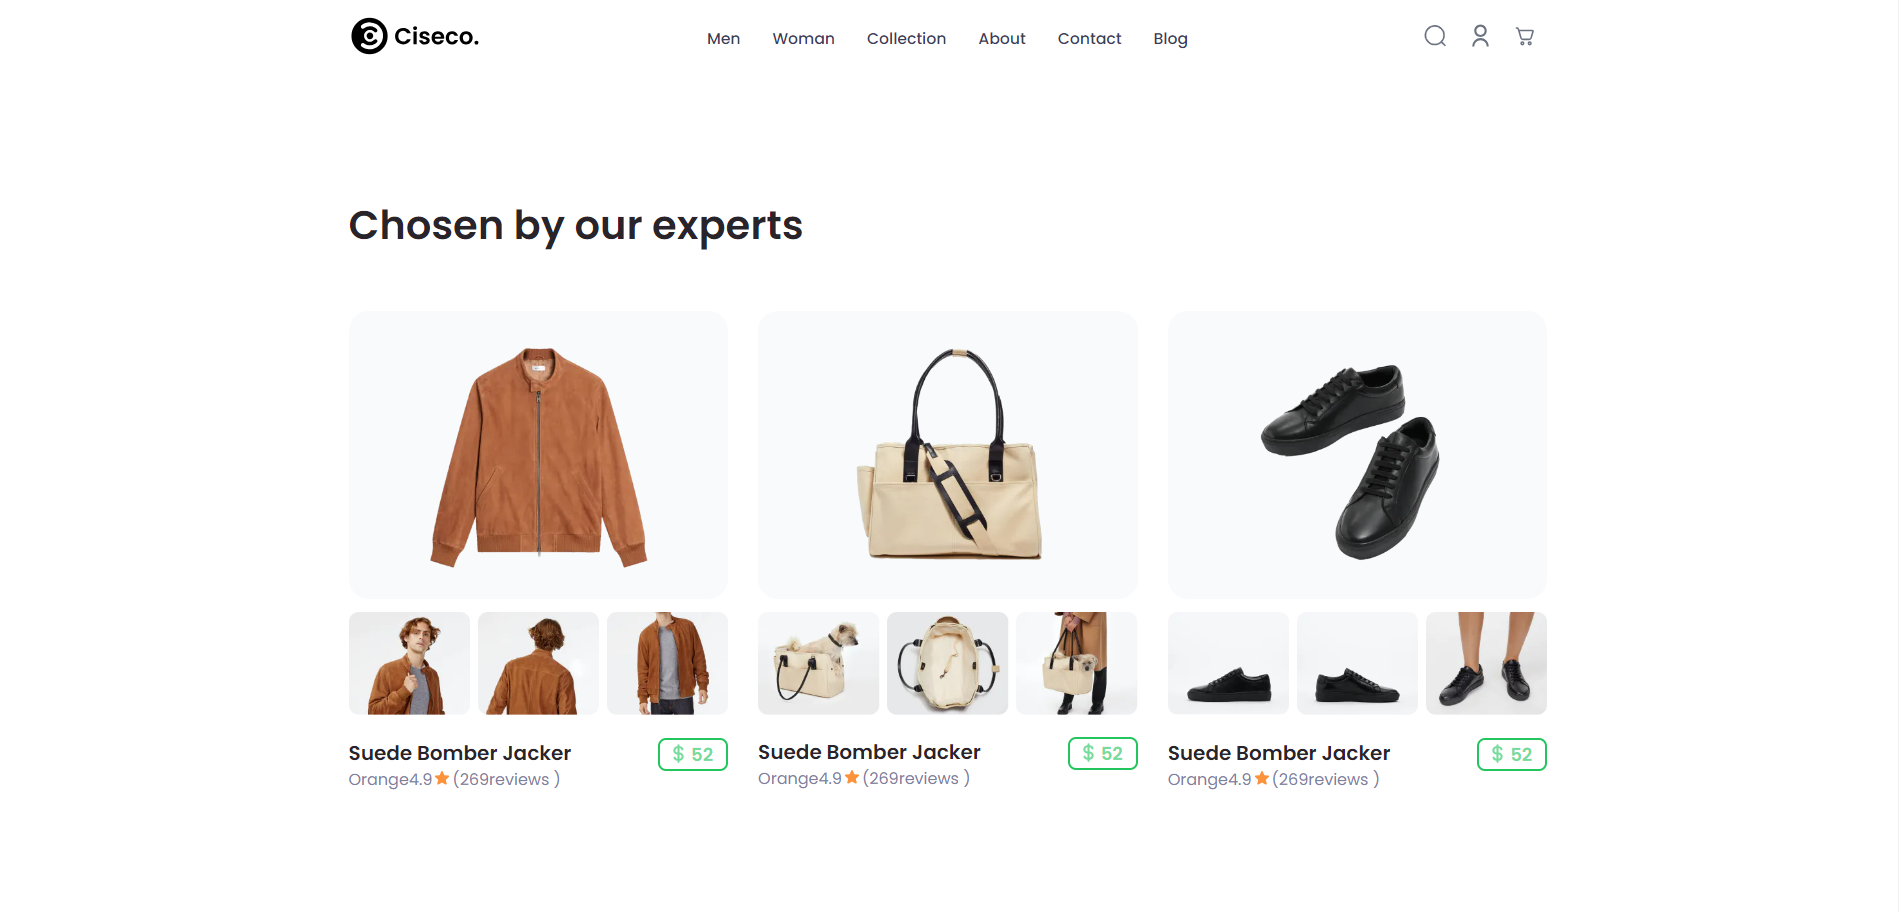 Ciseco.
Men Woman Collection About Contact Blog
Chosen by our experts
Suede Bomber Jacker
$ 52
Orange4.9 (269reviews )
Suede Bomber Jacker
$ 52
Orange4.9 (269reviews )
Suede Bomber Jacker
$ 52
Orange4.9 (269reviews )